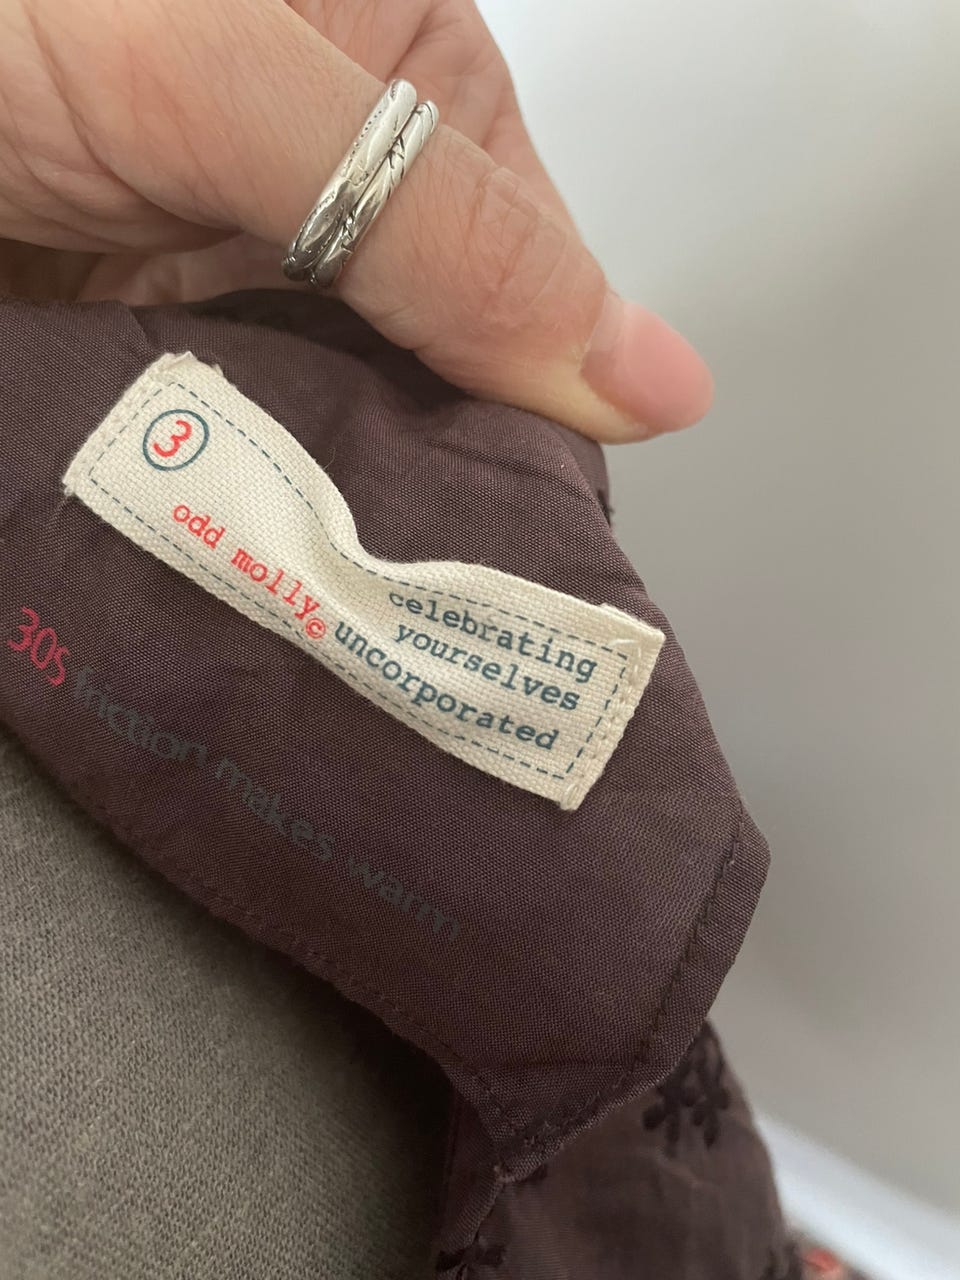 3
odd molly©
celebrating
yourselves
uncorporated
30S friction makes warm